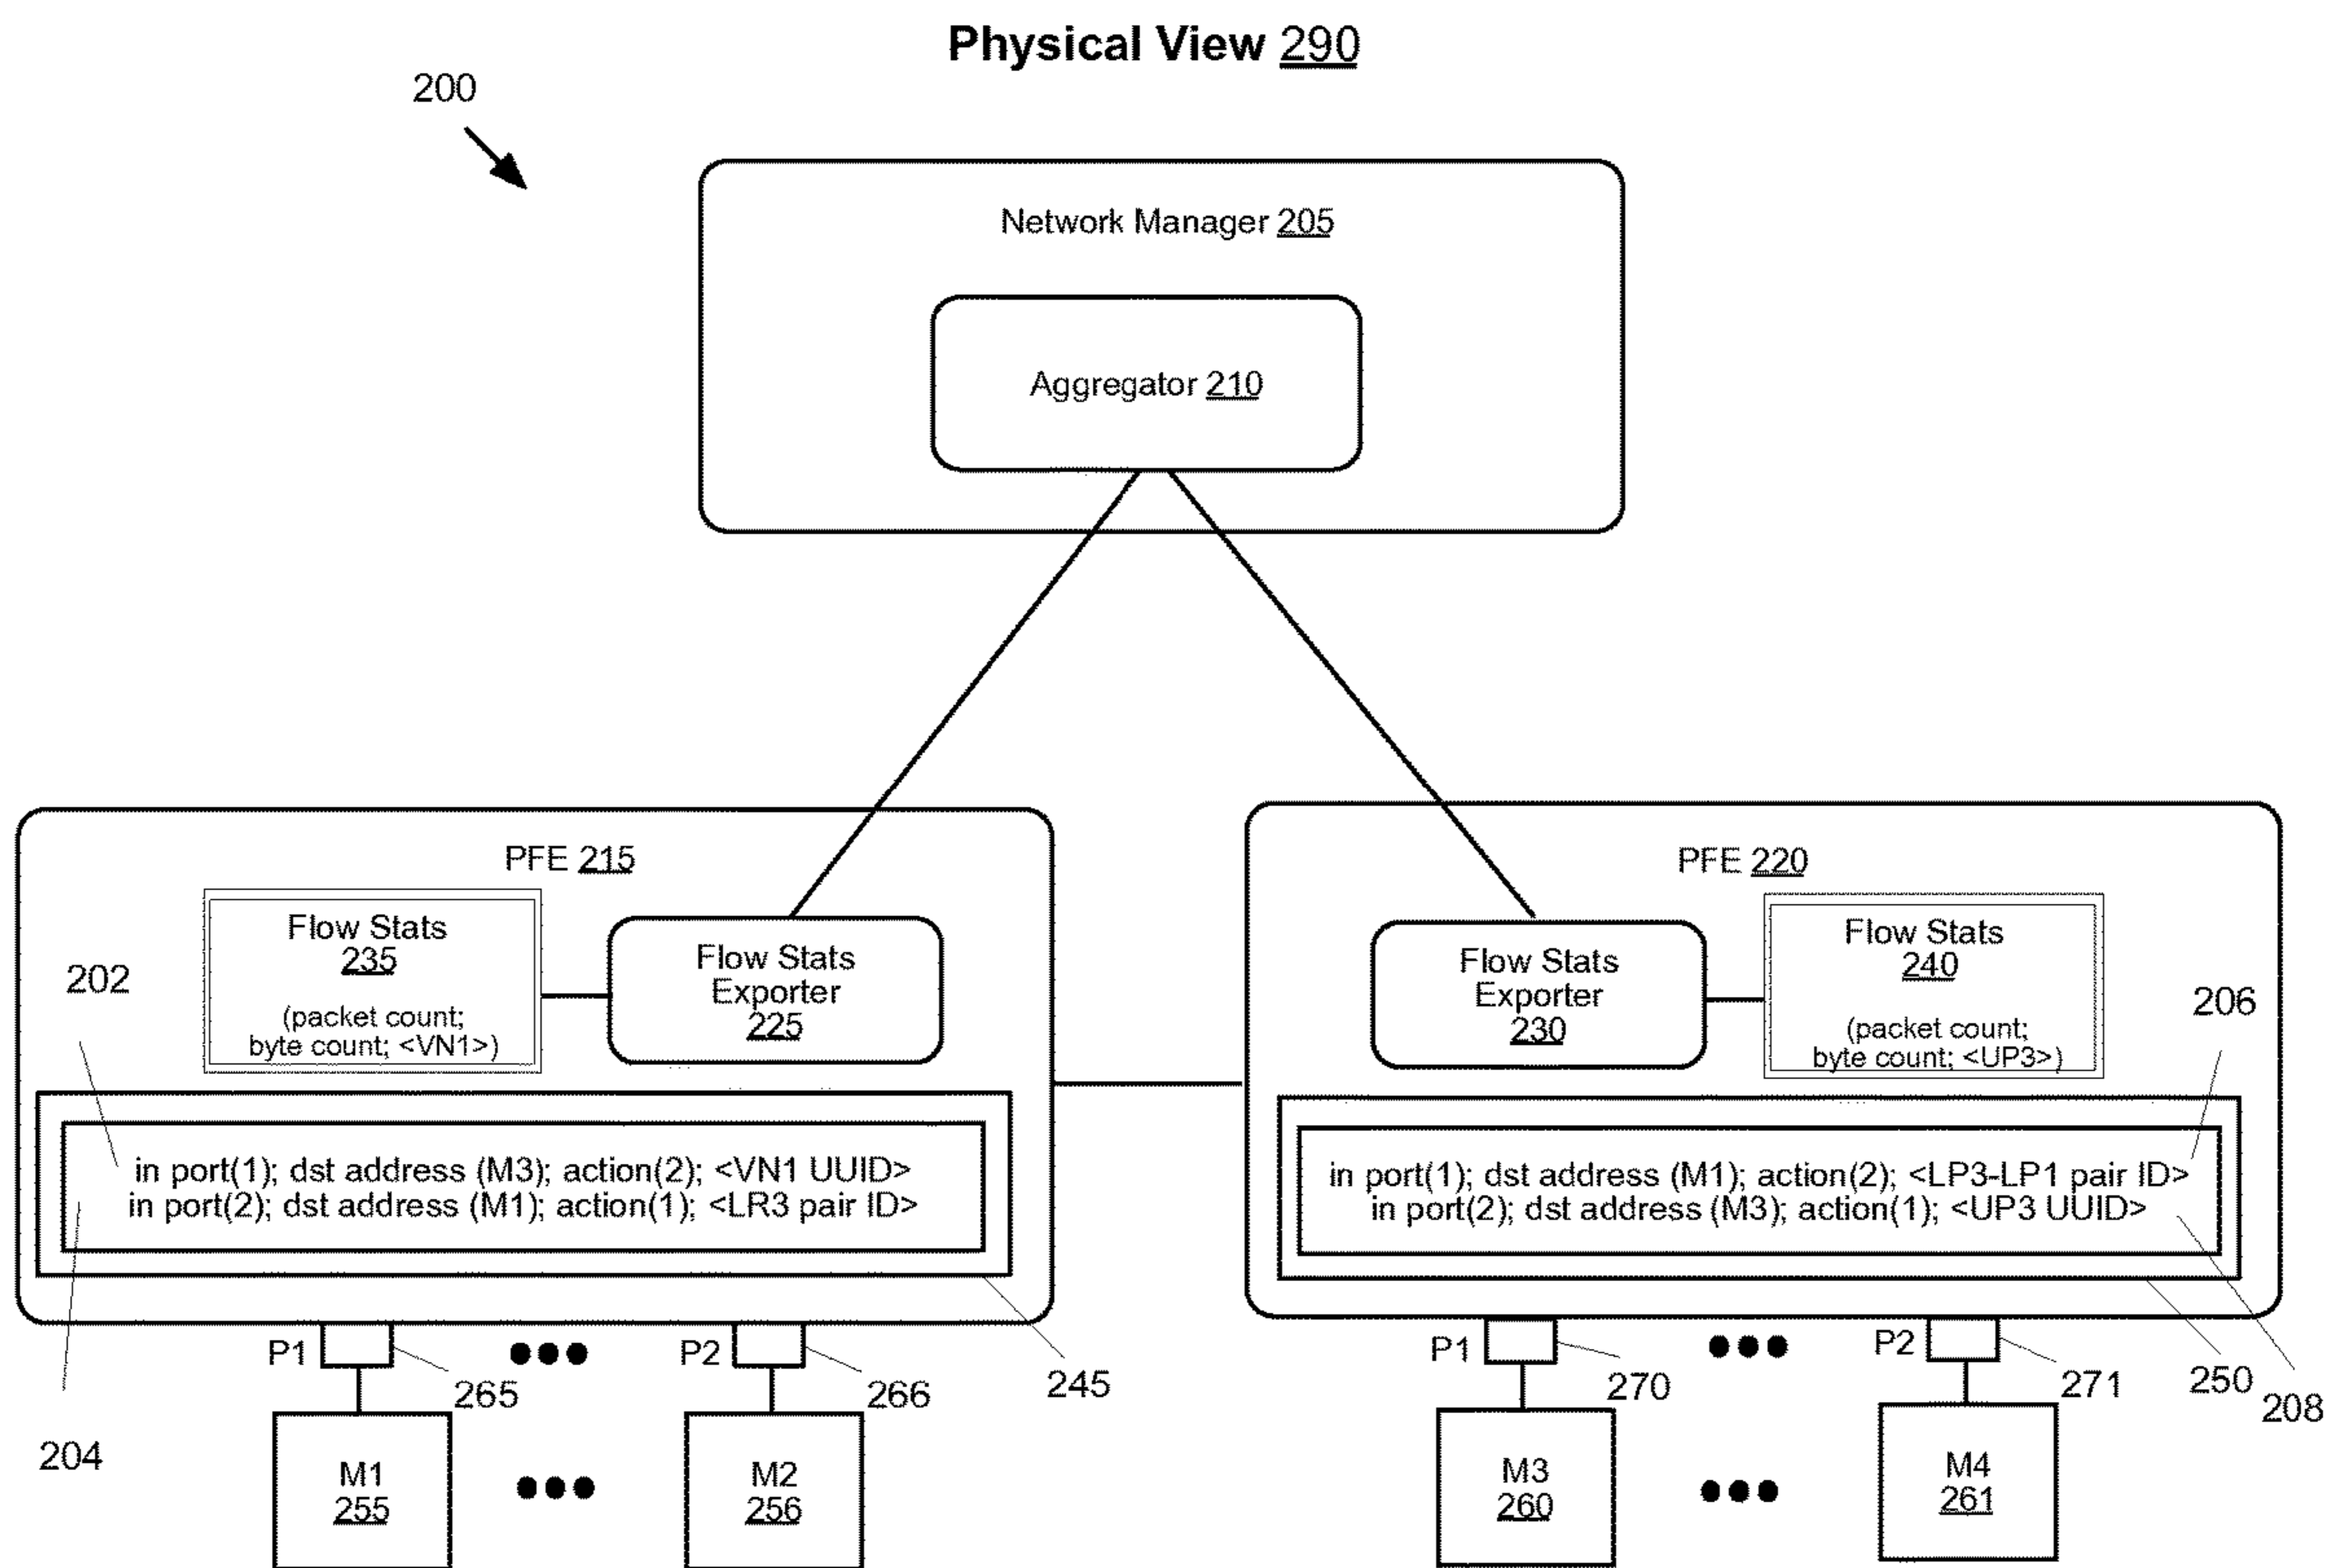 Physical View 290
200
Network Manager 205
Aggregator 210
PFE 215
Flow Stats
235
(packet count;
byte count; <VN1>)
Flow Stats
Exporter
225
202
in port(1); dst address (M3); action(2); <VN1 UUID>
in port(2); dst address (M1); action(1); <LR3 pair ID>
204
P1
265
P2
266
245
M1
255
M2
256
PFE 220
Flow Stats
Exporter
230
Flow Stats
240
(packet count;
byte count; <UP3>)
206
in port(1); dst address (M1); action(2); <LP3-LP1 pair ID>
in port(2); dst address (M3); action(1); <UP3 UUID>
P1
270
P2
271
250
208
M3
260
M4
261